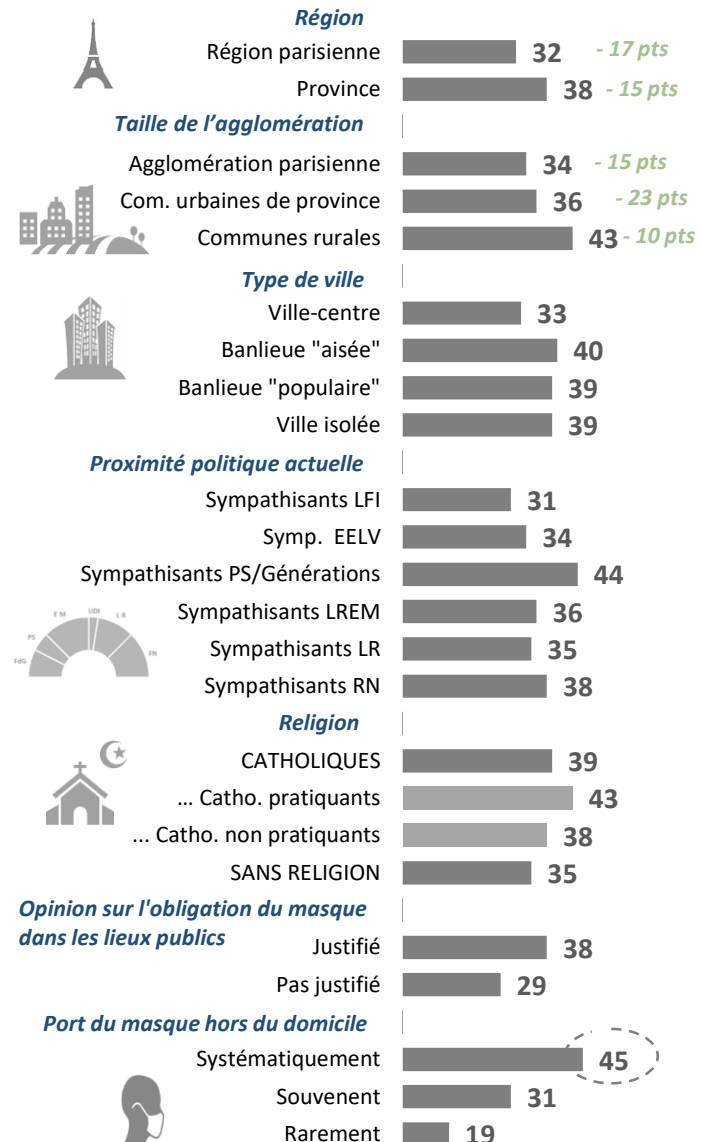 Région
Région parisienne 32 - 17 pts
Province 38 - 15 pts
Taille de l’agglomération
Agglomération parisienne 34 - 15 pts
Com. urbaines de province 36 - 23 pts
Communes rurales 43 - 10 pts
Type de ville
Ville-centre 33
Banlieue "aisée" 40
Banlieue "populaire" 39
Ville isolée 39
Proximité politique actuelle
Sympathisants LFI 31
Symp. EELV 34
Sympathisants PS/Générations 44
Sympathisants LREM 36
Sympathisants LR 35
Sympathisants RN 38
FdG PS E M UDI L R FN
Religion
CATHOLIQUES 39
... Catho. pratiquants 43
... Catho. non pratiquants 38
SANS RELIGION 35
Opinion sur l'obligation du masque
dans les lieux publics
Justifié 38
Pas justifié 29
Port du masque hors du domicile
Systématiquement 45
Souvenent 31
Rarement 19